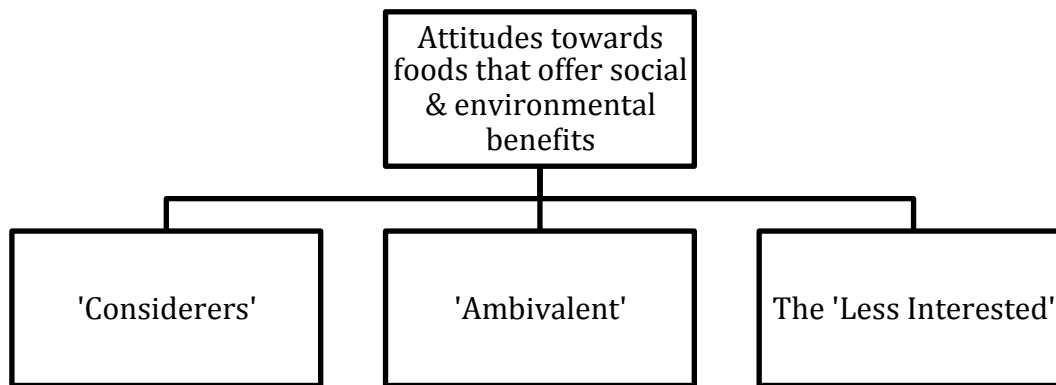 Attitudes towards
foods that offer social
& environmental
benefits
'Considerers'
'Ambivalent'
The 'Less Interested'